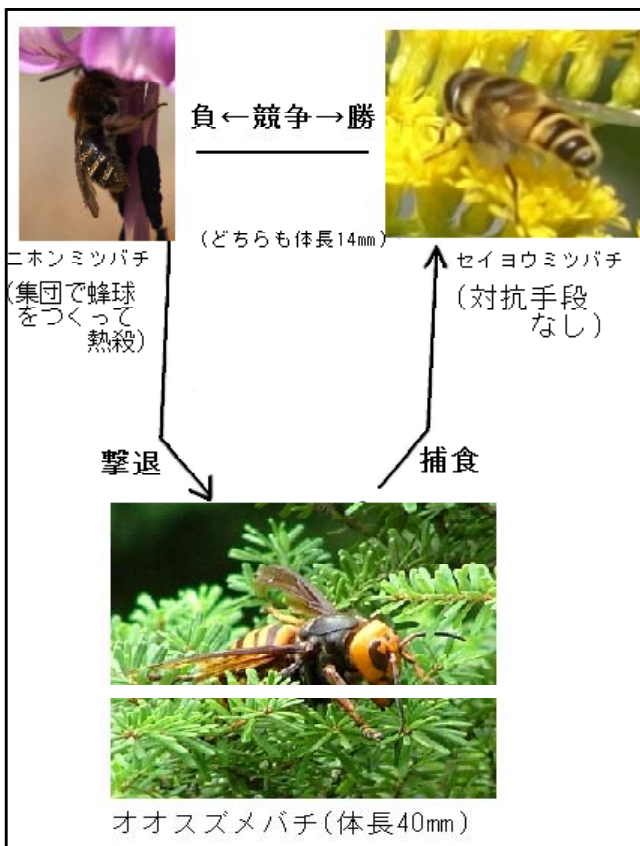 負←競争→勝
(どちらも体長14㎜)
ニホンミツバチ
(集団で蜂球
をつくって
熱殺)
セイヨウミツバチ
(対抗手段
なし)
撃退
捕食
オオスズメバチ(体長40㎜)